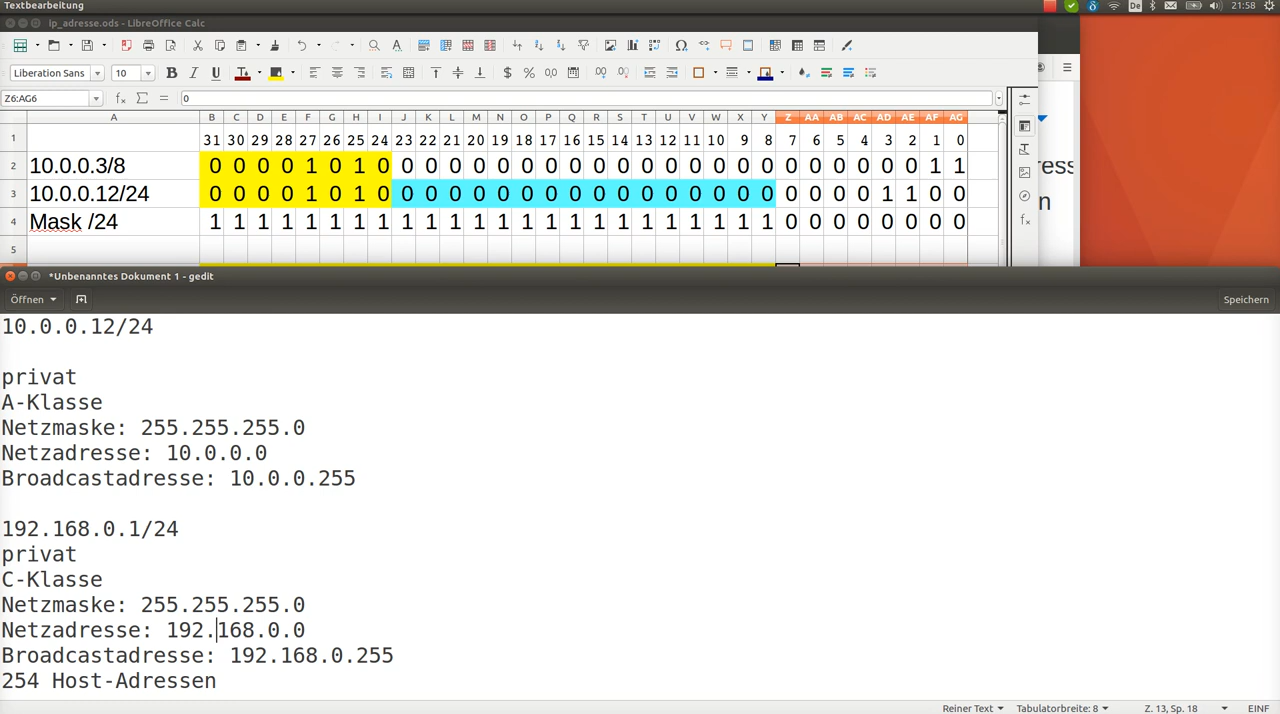 Textbearbeitung De 21:58
ip_adresse.ods - LibreOffice Calc
Liberation Sans 10
Z6:AG6 0
A B C D E F G H I J K L M N O P Q R S T U V W X Y Z AA AB AC AD AE AF AG
1 31 30 29 28 27 26 25 24 23 22 21 20 19 18 17 16 15 14 13 12 11 10 9 8 7 6 5 4 3 2 1 0
2 10.0.0.3/8 0 0 0 0 1 0 1 0 0 0 0 0 0 0 0 0 0 0 0 0 0 0 0 0 0 0 0 0 0 0 1 1
3 10.0.0.12/24 0 0 0 0 1 0 1 0 0 0 0 0 0 0 0 0 0 0 0 0 0 0 0 0 0 0 0 0 1 1 0 0
4 Mask /24 1 1 1 1 1 1 1 1 1 1 1 1 1 1 1 1 1 1 1 1 1 1 1 1 0 0 0 0 0 0 0 0
5
ress
n
*Unbenanntes Dokument 1 - gedit
Öffnen Speichern
10.0.0.12/24
privat
A-Klasse
Netzmaske: 255.255.255.0
Netzadresse: 10.0.0.0
Broadcastadresse: 10.0.0.255
192.168.0.1/24
privat
C-Klasse
Netzmaske: 255.255.255.0
Netzadresse: 192.168.0.0
Broadcastadresse: 192.168.0.255
254 Host-Adressen
Reiner Text Tabulatorbreite: 8 Z. 13, Sp. 18 EINF